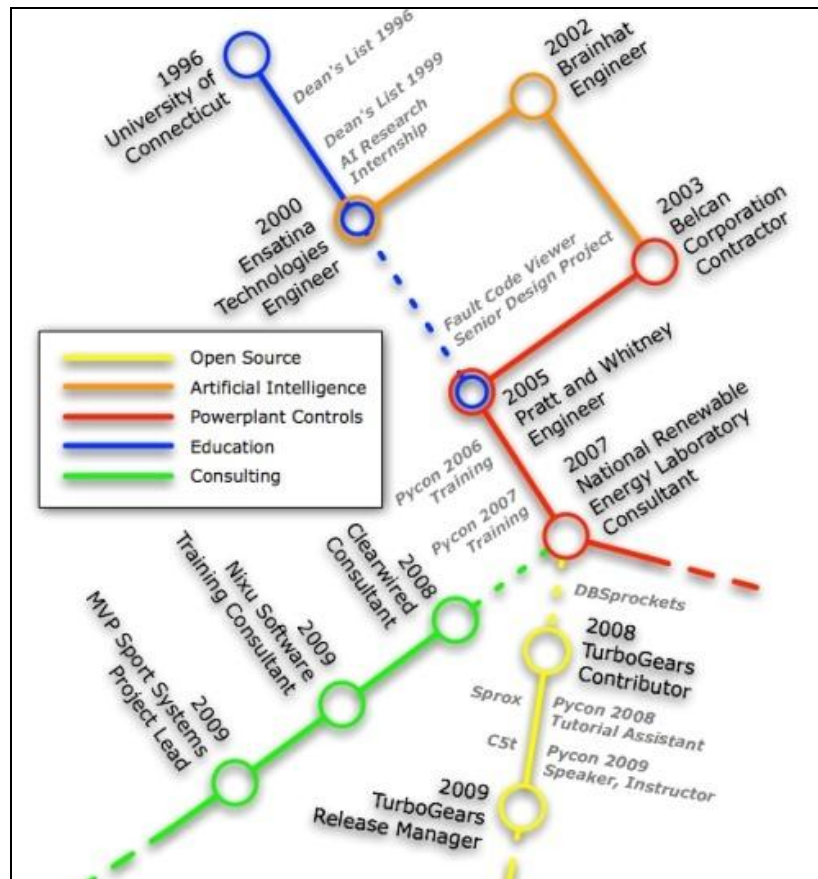 1996
University of
Connecticut
Dean's List 1996
Dean's List 1999
AI Research
Internship
2002
Brainhat
Engineer
2000
Ensatina
Technologies
Engineer
2003
Belcan
Corporation
Contractor
Fault Code Viewer
Senior Design Project
Open Source
Artificial Intelligence
Powerplant Controls
Education
Consulting
2005
Pratt and Whitney
Engineer
Pycon 2006
Training
Pycon 2007
Training
2007
National Renewable
Energy Laboratory
Consultant
2008
Clearwired
Consultant
2009
Nixu Software
Training Consultant
2009
MVP Sport Systems
Project Lead
DBSprockets
2008
TurboGears
Contributor
Sprox
Pycon 2008
Tutorial Assistant
C5t
Pycon 2009
Speaker, Instructor
2009
TurboGears
Release Manager